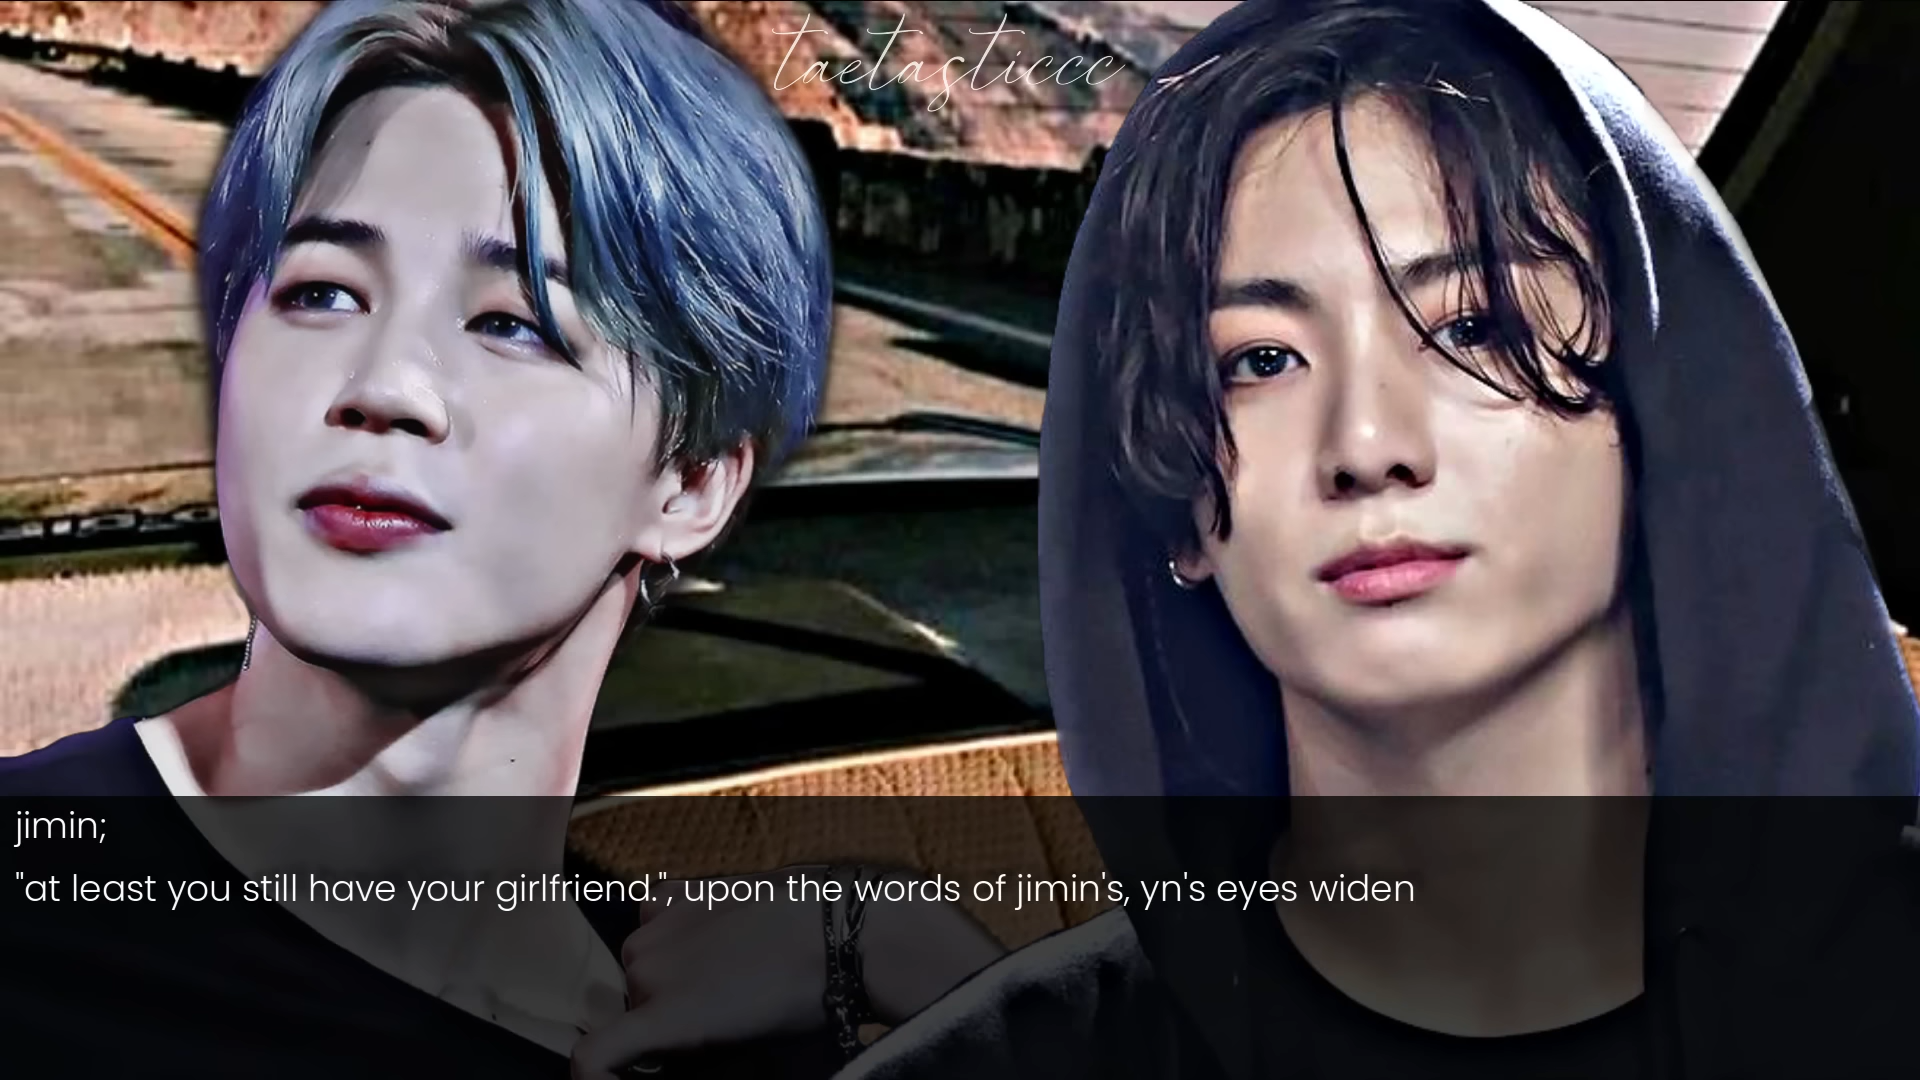 taetasticcc
jimin;
"at least you still have your girlfriend.", upon the words of jimin's, yn's eyes widen